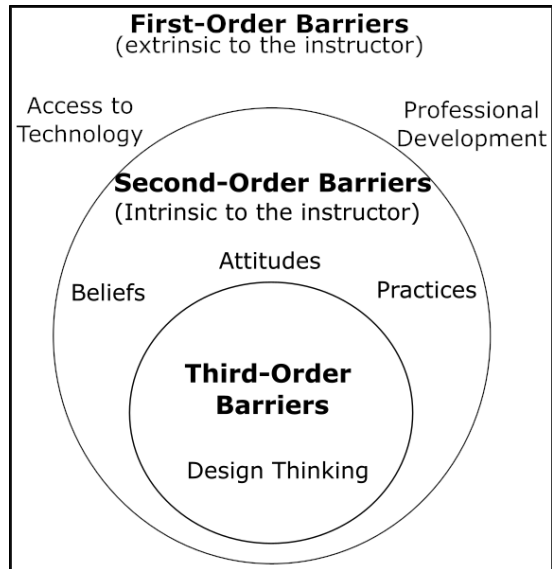 First-Order Barriers
(extrinsic to the instructor)
Access to
Technology
Professional
Development
Second-Order Barriers
(Intrinsic to the instructor)
Attitudes
Beliefs
Practices
Third-Order
Barriers
Design Thinking